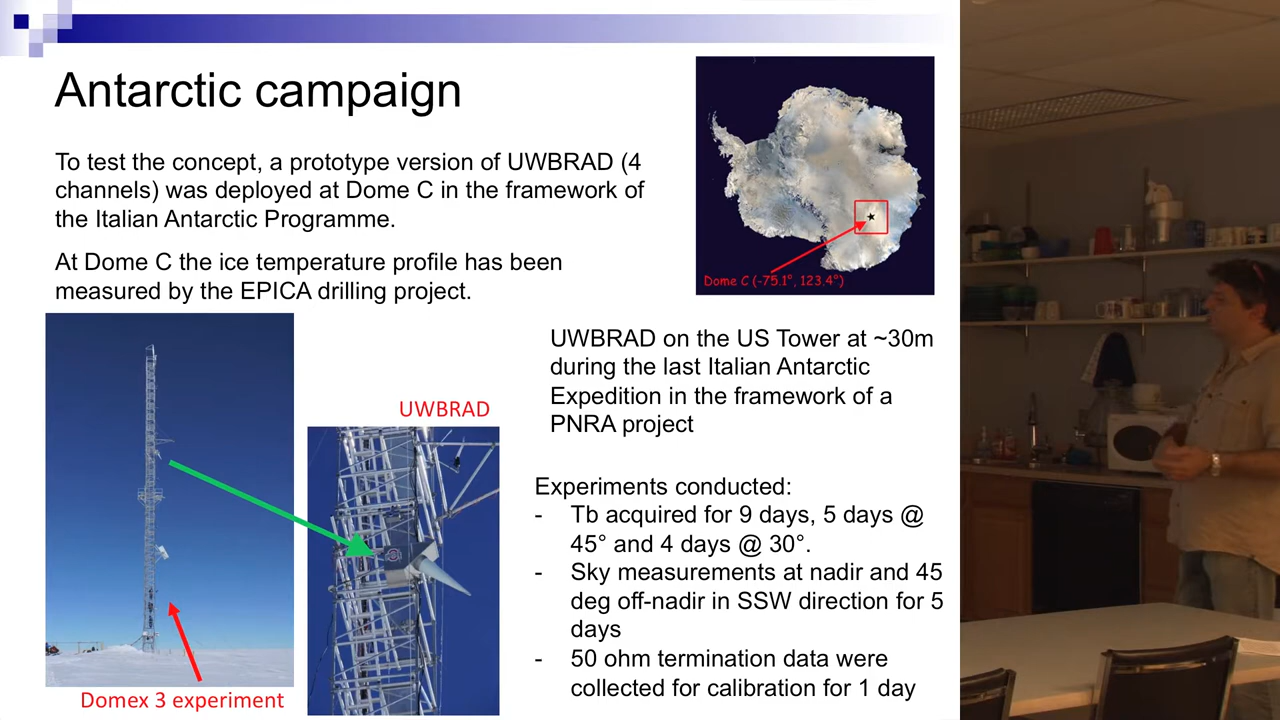 Antarctic campaign
To test the concept, a prototype version of UWBRAD (4
channels) was deployed at Dome C in the framework of
the Italian Antarctic Programme.
At Dome C the ice temperature profile has been
measured by the EPICA drilling project.
Dome C (-75.1°, 123.4°)
UWBRAD on the US Tower at ~30m
during the last Italian Antarctic
Expedition in the framework of a
PNRA project
UWBRAD
Domex 3 experiment
Experiments conducted:
- Tb acquired for 9 days, 5 days @
45° and 4 days @ 30°.
- Sky measurements at nadir and 45
deg off-nadir in SSW direction for 5
days
- 50 ohm termination data were
collected for calibration for 1 day